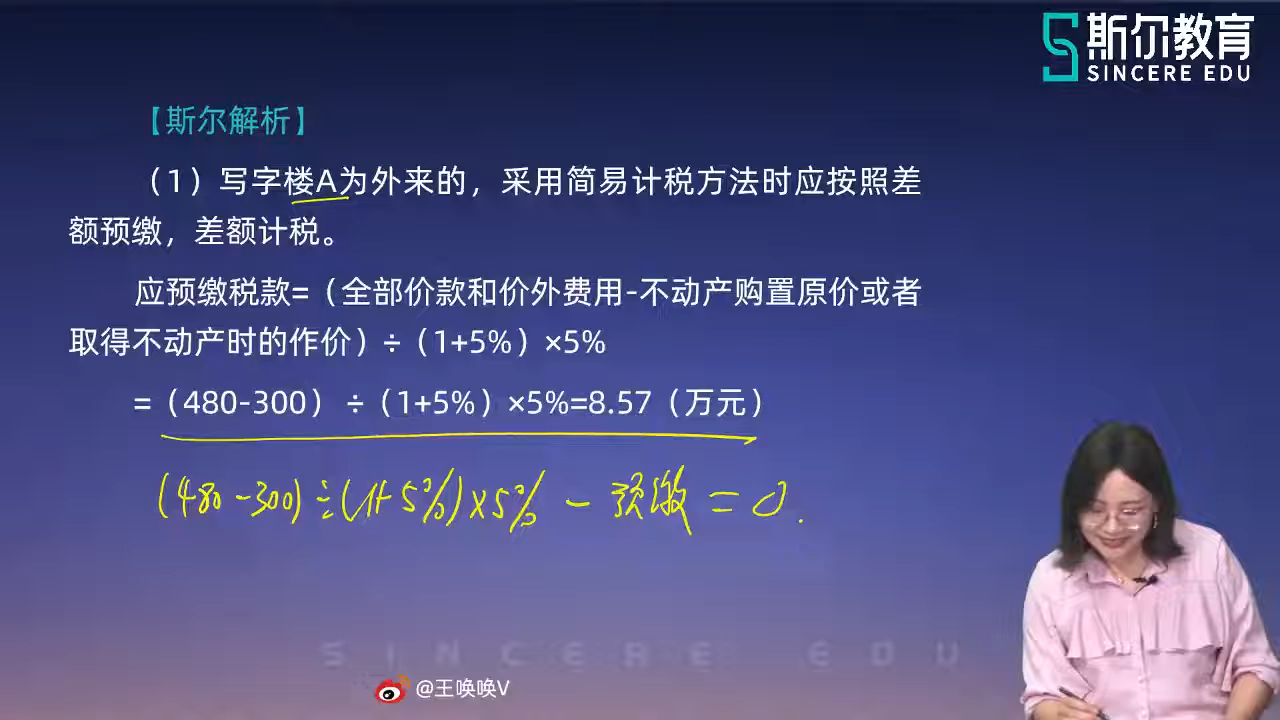 斯尔教育
SINCERE EDU
【斯尔解析】
（1）写字楼A为外来的，采用简易计税方法时应按照差
额预缴，差额计税。
应预缴税款=（全部价款和价外费用-不动产购置原价或者
取得不动产时的作价）÷（1+5%）×5%
=（480-300）÷（1+5%）×5%=8.57（万元）
(480-300)÷(1+5%)×5% - 预缴 = 0.
SINCERE EDU
@王唤唤V